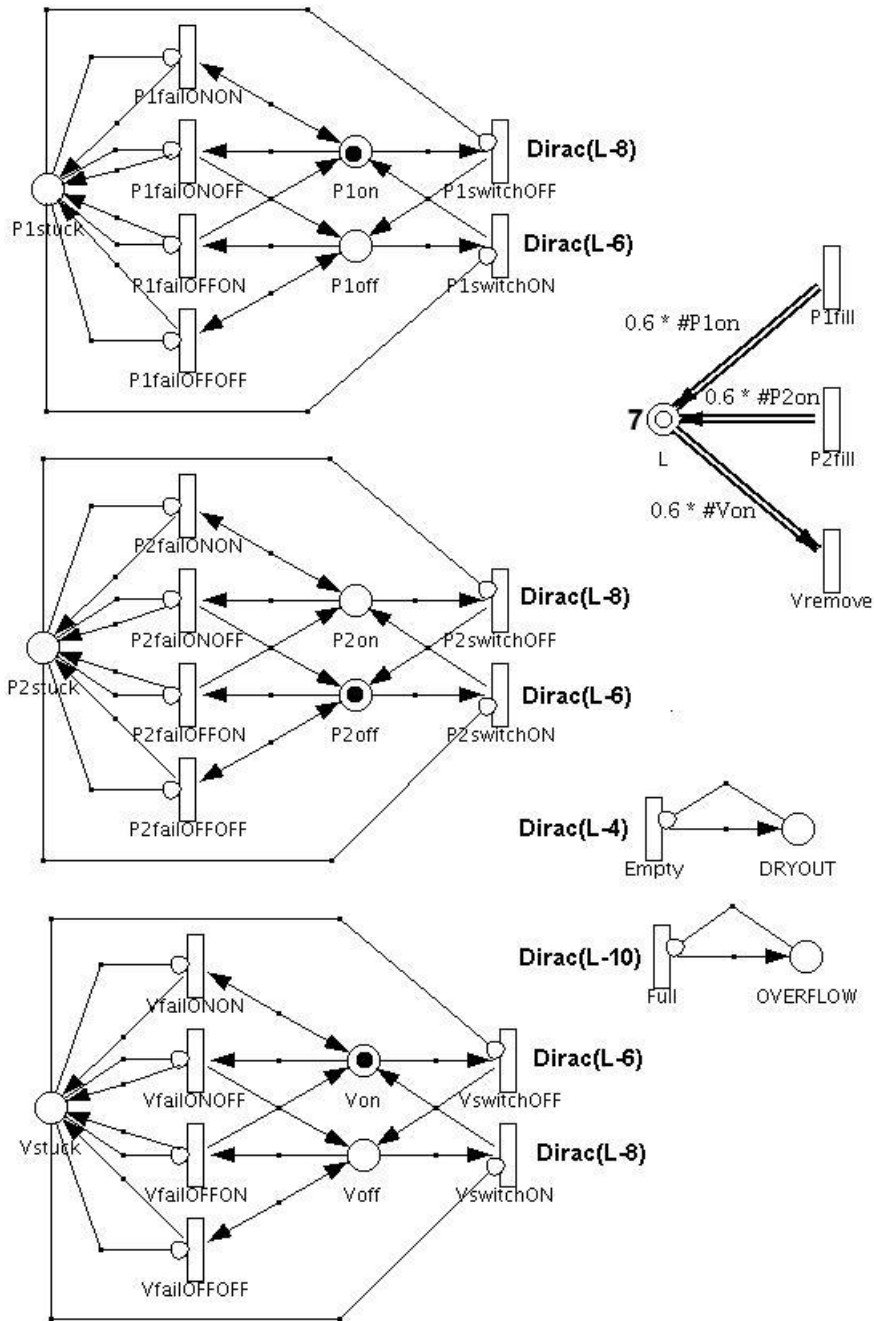 P1failONON
Dirac(L-8)
P1failONOFF
P1on
P1switchOFF
P1stuck
Dirac(L-6)
P1failOFFON
P1off
P1switchON
P1failOFFOFF
0.6 * #P1on
P1fill
0.6 * #P2on
7
L
P2fill
0.6 * #Von
Vremove
P2failONON
Dirac(L-8)
P2failONOFF
P2on
P2switchOFF
P2stuck
Dirac(L-6)
P2failOFFON
P2off
P2switchON
P2failOFFOFF
Dirac(L-4)
Empty
DRYOUT
Dirac(L-10)
Full
OVERFLOW
VfailONON
Dirac(L-6)
VfailONOFF
Von
VswitchOFF
Vstuck
Dirac(L-8)
VfailOFFON
Voff
VswitchON
VfailOFFOFF